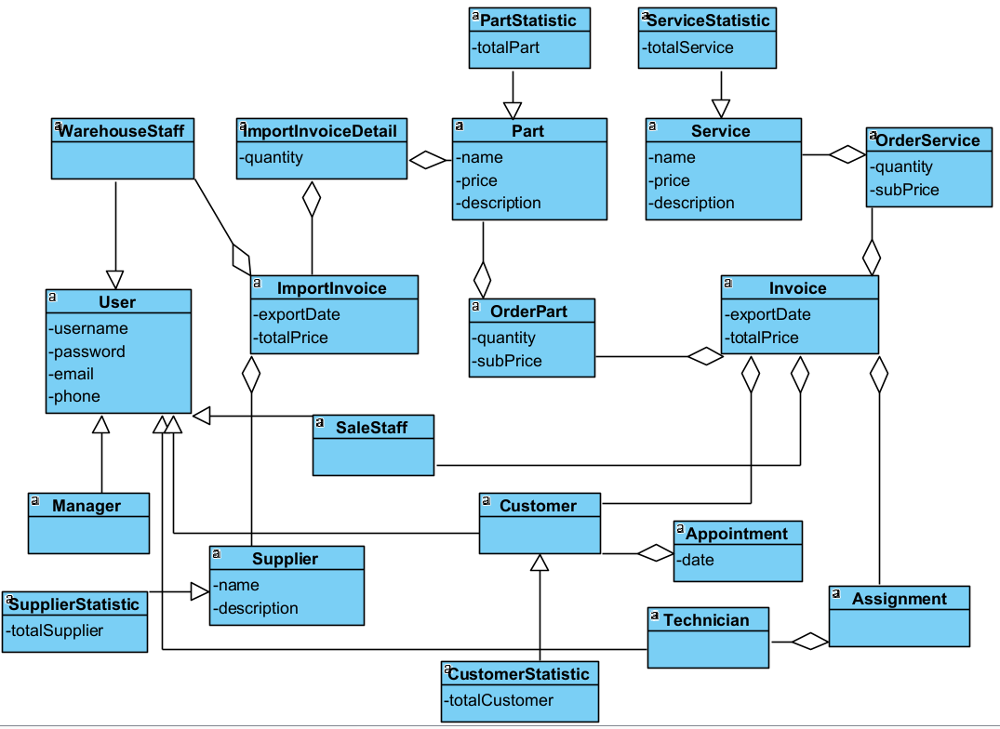 PartStatistic
-totalPart
ServiceStatistic
-totalService
WarehouseStaff
ImportInvoiceDetail
-quantity
Part
-name
-price
-description
Service
-name
-price
-description
OrderService
-quantity
-subPrice
User
-username
-password
-email
-phone
ImportInvoice
-exportDate
-totalPrice
OrderPart
-quantity
-subPrice
Invoice
-exportDate
-totalPrice
SaleStaff
Manager
Customer
Appointment
-date
Supplier
-name
-description
SupplierStatistic
-totalSupplier
Technician
Assignment
CustomerStatistic
-totalCustomer